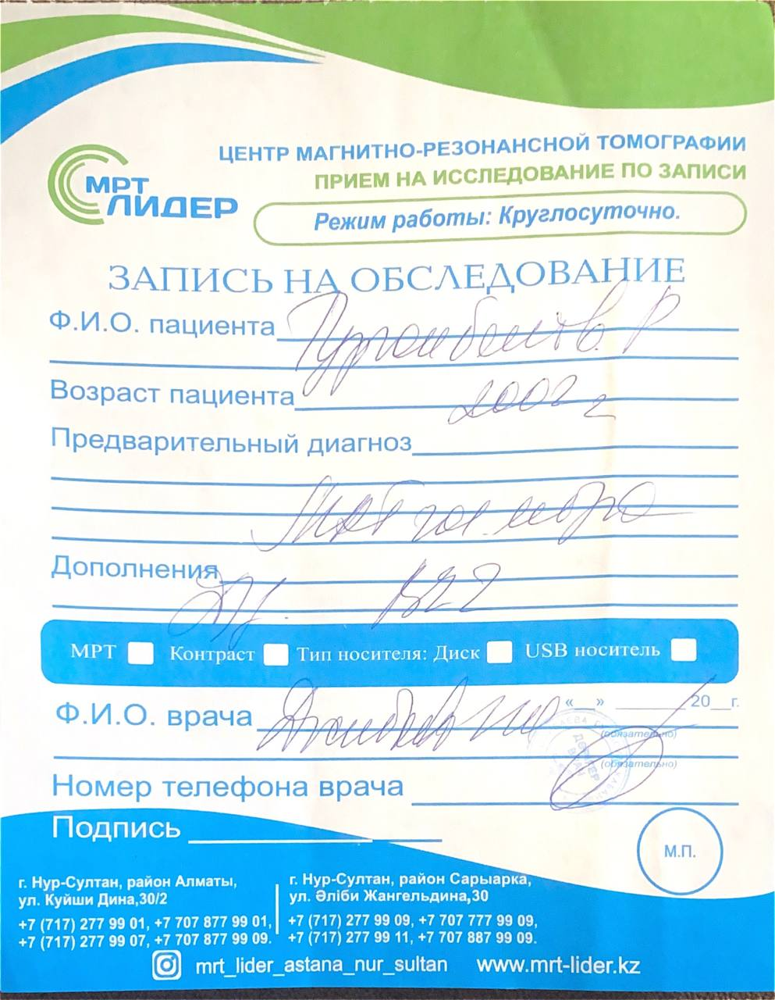 ЦЕНТР МАГНИТНО-РЕЗОНАНСНОЙ ТОМОГРАФИИ
ПРИЕМ НА ИССЛЕДОВАНИЕ ПО ЗАПИСИ
МРТ
ЛИДЕР
Режим работы: Круглосуточно.
ЗАПИСЬ НА ОБСЛЕДОВАНИЕ
Ф.И.О. пациента
Возраст пациента 2002 г
Предварительный диагноз
МРТ гол. мозга
Дополнения
МРТ Контраст Тип носителя: Диск USB носитель
Ф.И.О. врача «__» ________ 20__г.
(обязательно)
(обязательно)
Номер телефона врача
Подпись
М.П.
г. Нур-Султан, район Алматы,
ул. Куйши Дина,30/2
+7 (717) 277 99 01, +7 707 877 99 01,
+7 (717) 277 99 07, +7 707 877 99 09.
г. Нур-Султан, район Сарыарка,
ул. Әліби Жангельдина,30
+7 (717) 277 99 09, +7 707 777 99 09,
+7 (717) 277 99 11, +7 707 887 99 09.
mrt_lider_astana_nur_sultan www.mrt-lider.kz